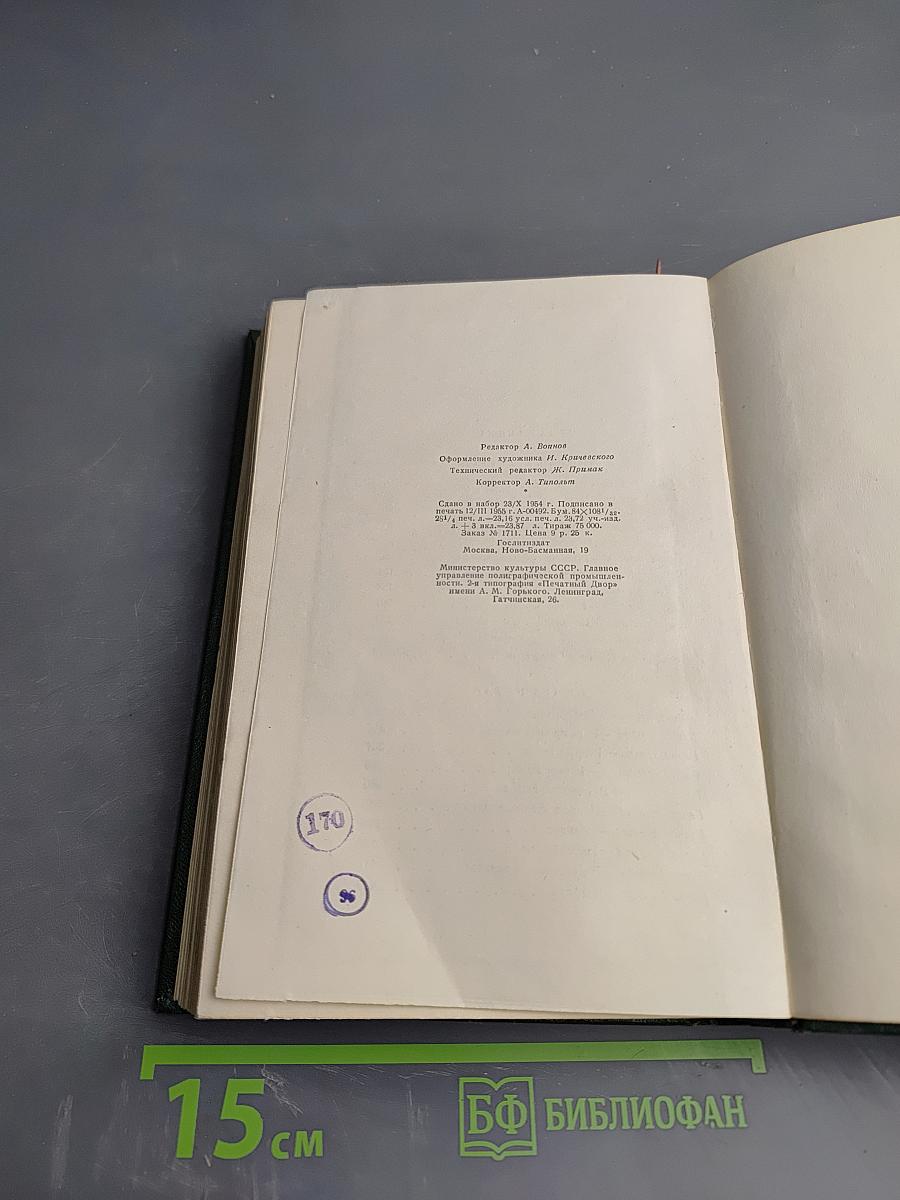 Редактор А. Воинов
Оформление художника И. Кричевского
Технический редактор Ж. Примак
Корректор А. Типольт
*
Сдано в набор 23/X 1954 г. Подписано в
печать 12/III 1955 г. А-00492. Бум. 84×108¹/₃₂-
28¹/₄ печ. л.—23,16 усл. печ. л. 23,72 уч.-изд.
л. + 3 вкл.=23,87 л. Тираж 75 000.
Заказ № 1711. Цена 9 р. 25 к.
Гослитиздат
Москва, Ново-Басманная, 19
Министерство культуры СССР. Главное
управление полиграфической промышлен-
ности. 2-я типография «Печатный Двор»
имени А. М. Горького. Ленинград,
Гатчинская, 26.
170
96
15 см
БФ БИБЛИОФАН